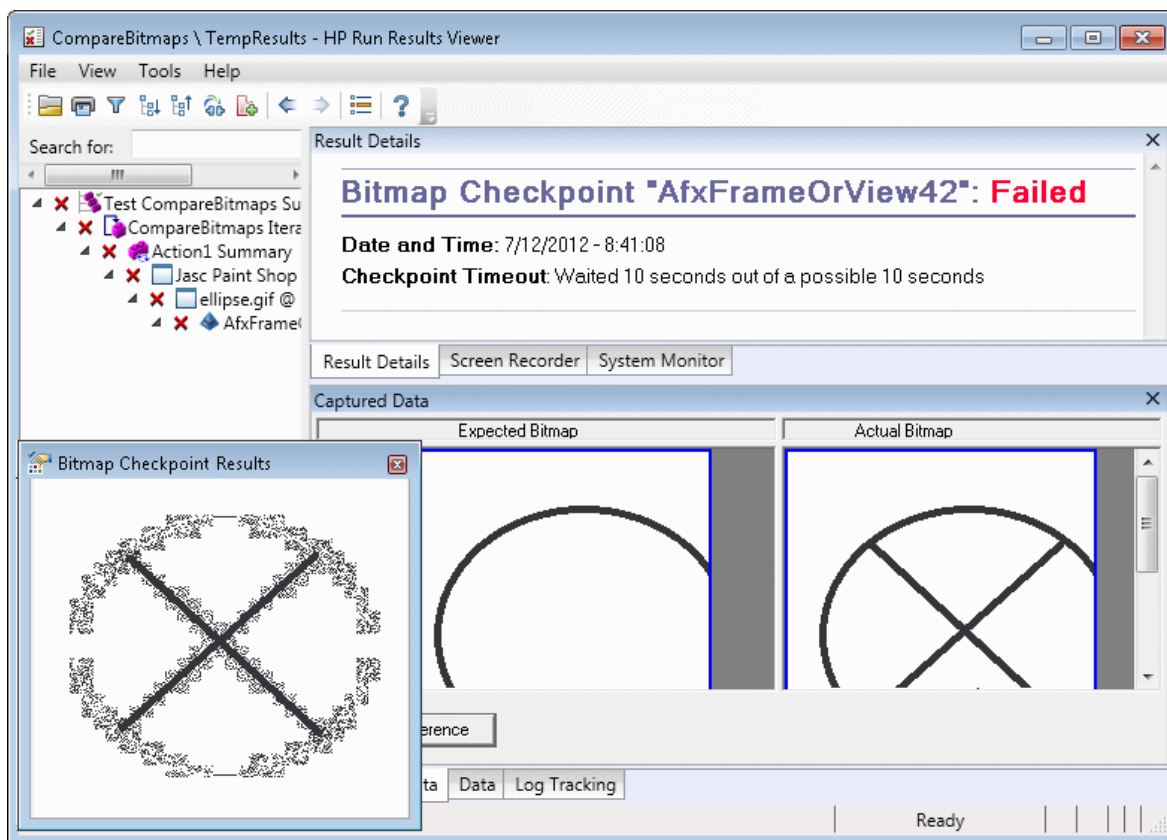 CompareBitmaps \ TempResults - HP Run Results Viewer
File View Tools Help
Search for:
Test CompareBitmaps Su
CompareBitmaps Itera
Action1 Summary
Jasc Paint Shop
ellipse.gif @
AfxFrame
Result Details
Bitmap Checkpoint "AfxFrameOrView42": Failed
Date and Time: 7/12/2012 - 8:41:08
Checkpoint Timeout: Waited 10 seconds out of a possible 10 seconds
Result Details Screen Recorder System Monitor
Captured Data
Expected Bitmap Actual Bitmap
Bitmap Checkpoint Results
erence
ta Data Log Tracking
Ready